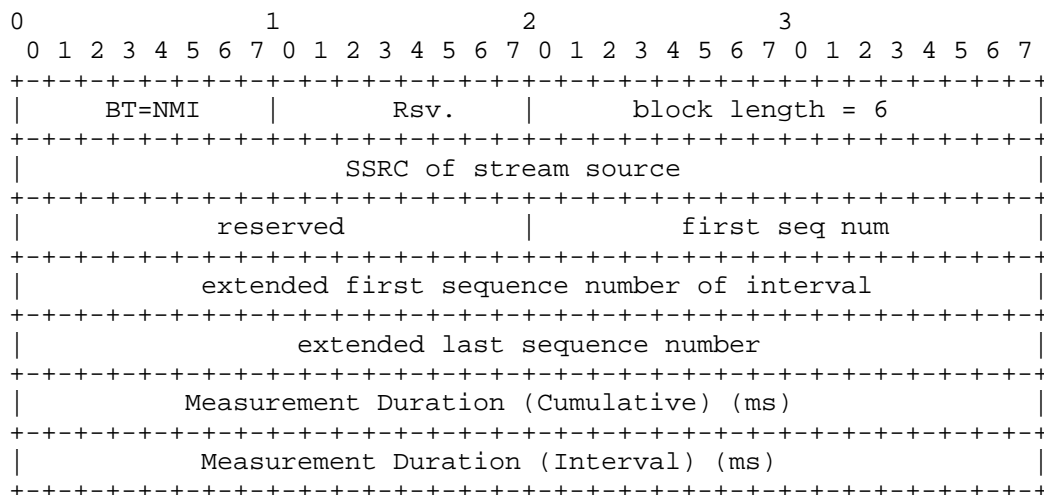 0                   1                   2                   3
 0 1 2 3 4 5 6 7 0 1 2 3 4 5 6 7 0 1 2 3 4 5 6 7 0 1 2 3 4 5 6 7
+-+-+-+-+-+-+-+-+-+-+-+-+-+-+-+-+-+-+-+-+-+-+-+-+-+-+-+-+-+-+-+-+
|     BT=NMI    |       Rsv.    |      block length = 6         |
+-+-+-+-+-+-+-+-+-+-+-+-+-+-+-+-+-+-+-+-+-+-+-+-+-+-+-+-+-+-+-+-+
|                    SSRC of stream source                      |
+-+-+-+-+-+-+-+-+-+-+-+-+-+-+-+-+-+-+-+-+-+-+-+-+-+-+-+-+-+-+-+-+
|            reserved           |         first seq num         |
+-+-+-+-+-+-+-+-+-+-+-+-+-+-+-+-+-+-+-+-+-+-+-+-+-+-+-+-+-+-+-+-+
|           extended first sequence number of interval          |
+-+-+-+-+-+-+-+-+-+-+-+-+-+-+-+-+-+-+-+-+-+-+-+-+-+-+-+-+-+-+-+-+
|                 extended last sequence number                 |
+-+-+-+-+-+-+-+-+-+-+-+-+-+-+-+-+-+-+-+-+-+-+-+-+-+-+-+-+-+-+-+-+
|          Measurement Duration (Cumulative) (ms)               |
+-+-+-+-+-+-+-+-+-+-+-+-+-+-+-+-+-+-+-+-+-+-+-+-+-+-+-+-+-+-+-+-+
|           Measurement Duration (Interval) (ms)                |
+-+-+-+-+-+-+-+-+-+-+-+-+-+-+-+-+-+-+-+-+-+-+-+-+-+-+-+-+-+-+-+-+